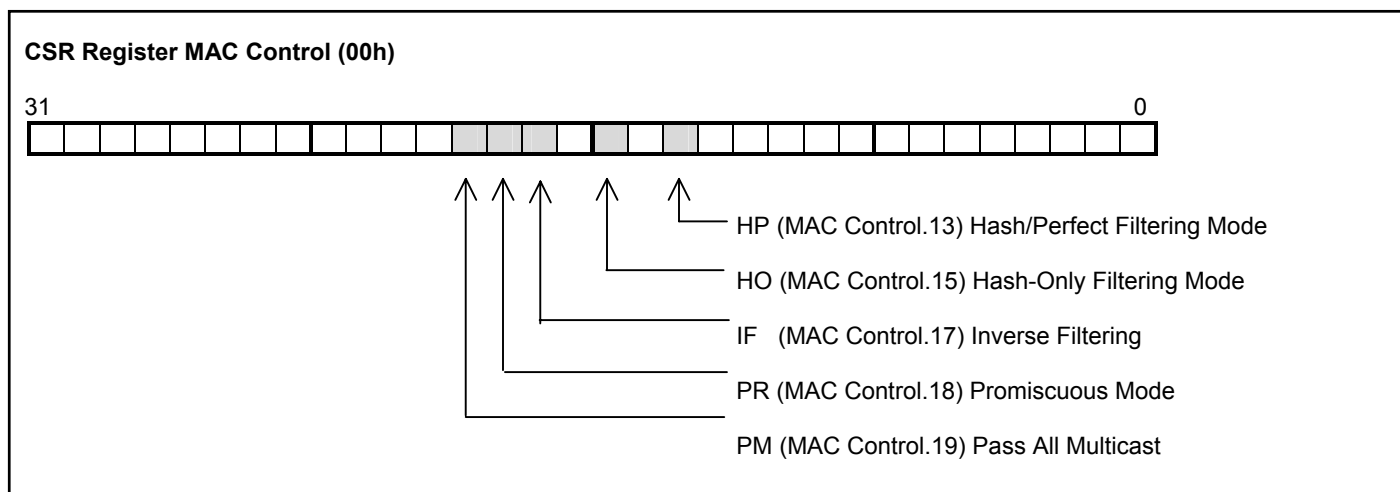 CSR Register MAC Control (00h)
31 0
HP (MAC Control.13) Hash/Perfect Filtering Mode
HO (MAC Control.15) Hash-Only Filtering Mode
IF (MAC Control.17) Inverse Filtering
PR (MAC Control.18) Promiscuous Mode
PM (MAC Control.19) Pass All Multicast